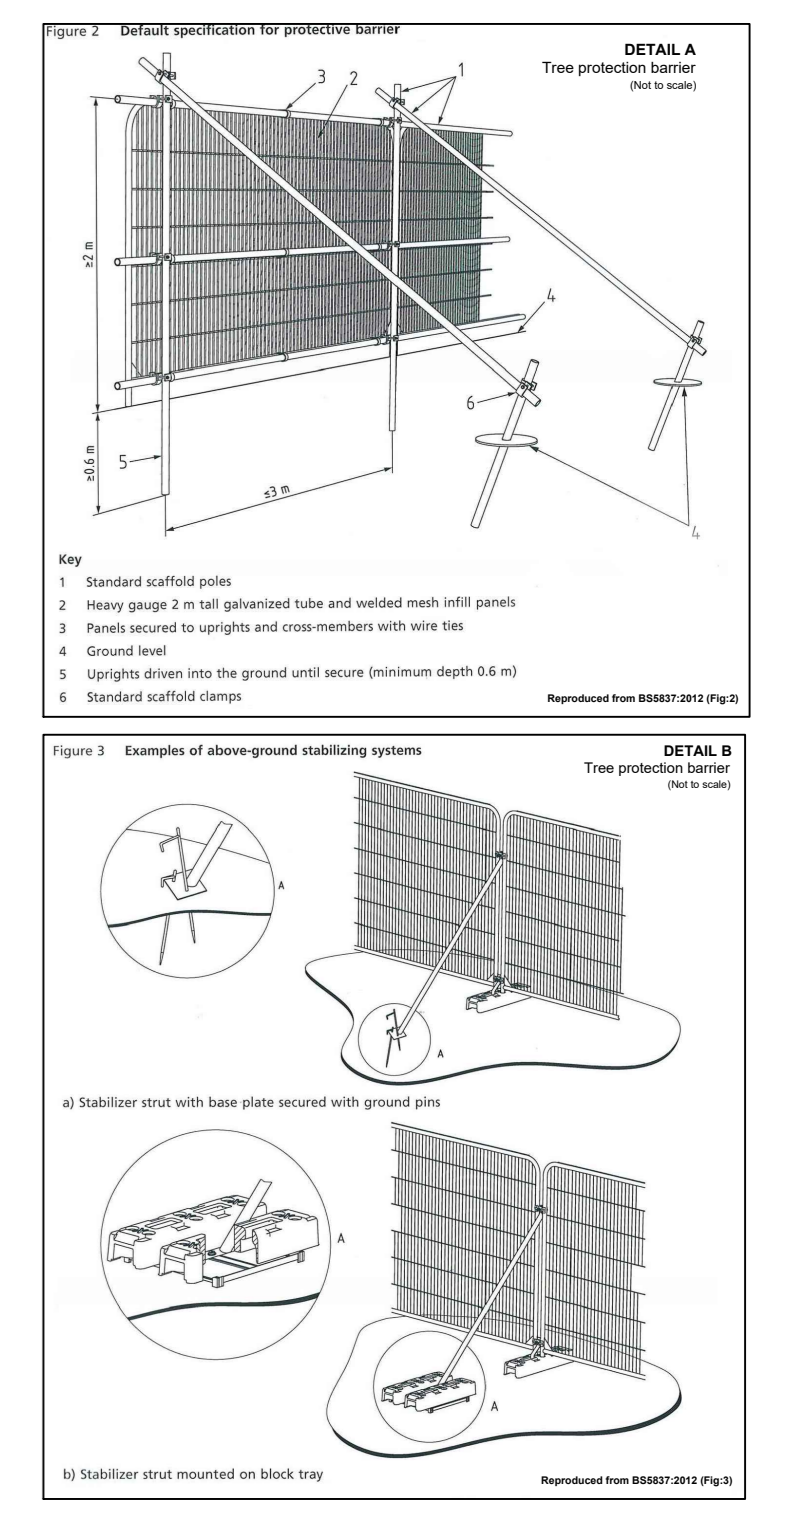 Figure 2 Default specification for protective barrier
DETAIL A
Tree protection barrier
(Not to scale)
1
3
2
≥2 m
4
6
5
≥0.6 m
≤3 m
4
Key
1 Standard scaffold poles
2 Heavy gauge 2 m tall galvanized tube and welded mesh infill panels
3 Panels secured to uprights and cross-members with wire ties
4 Ground level
5 Uprights driven into the ground until secure (minimum depth 0.6 m)
6 Standard scaffold clamps
Reproduced from BS5837:2012 (Fig:2)
Figure 3 Examples of above-ground stabilizing systems
DETAIL B
Tree protection barrier
(Not to scale)
A
A
a) Stabilizer strut with base plate secured with ground pins
A
A
b) Stabilizer strut mounted on block tray
Reproduced from BS5837:2012 (Fig:3)